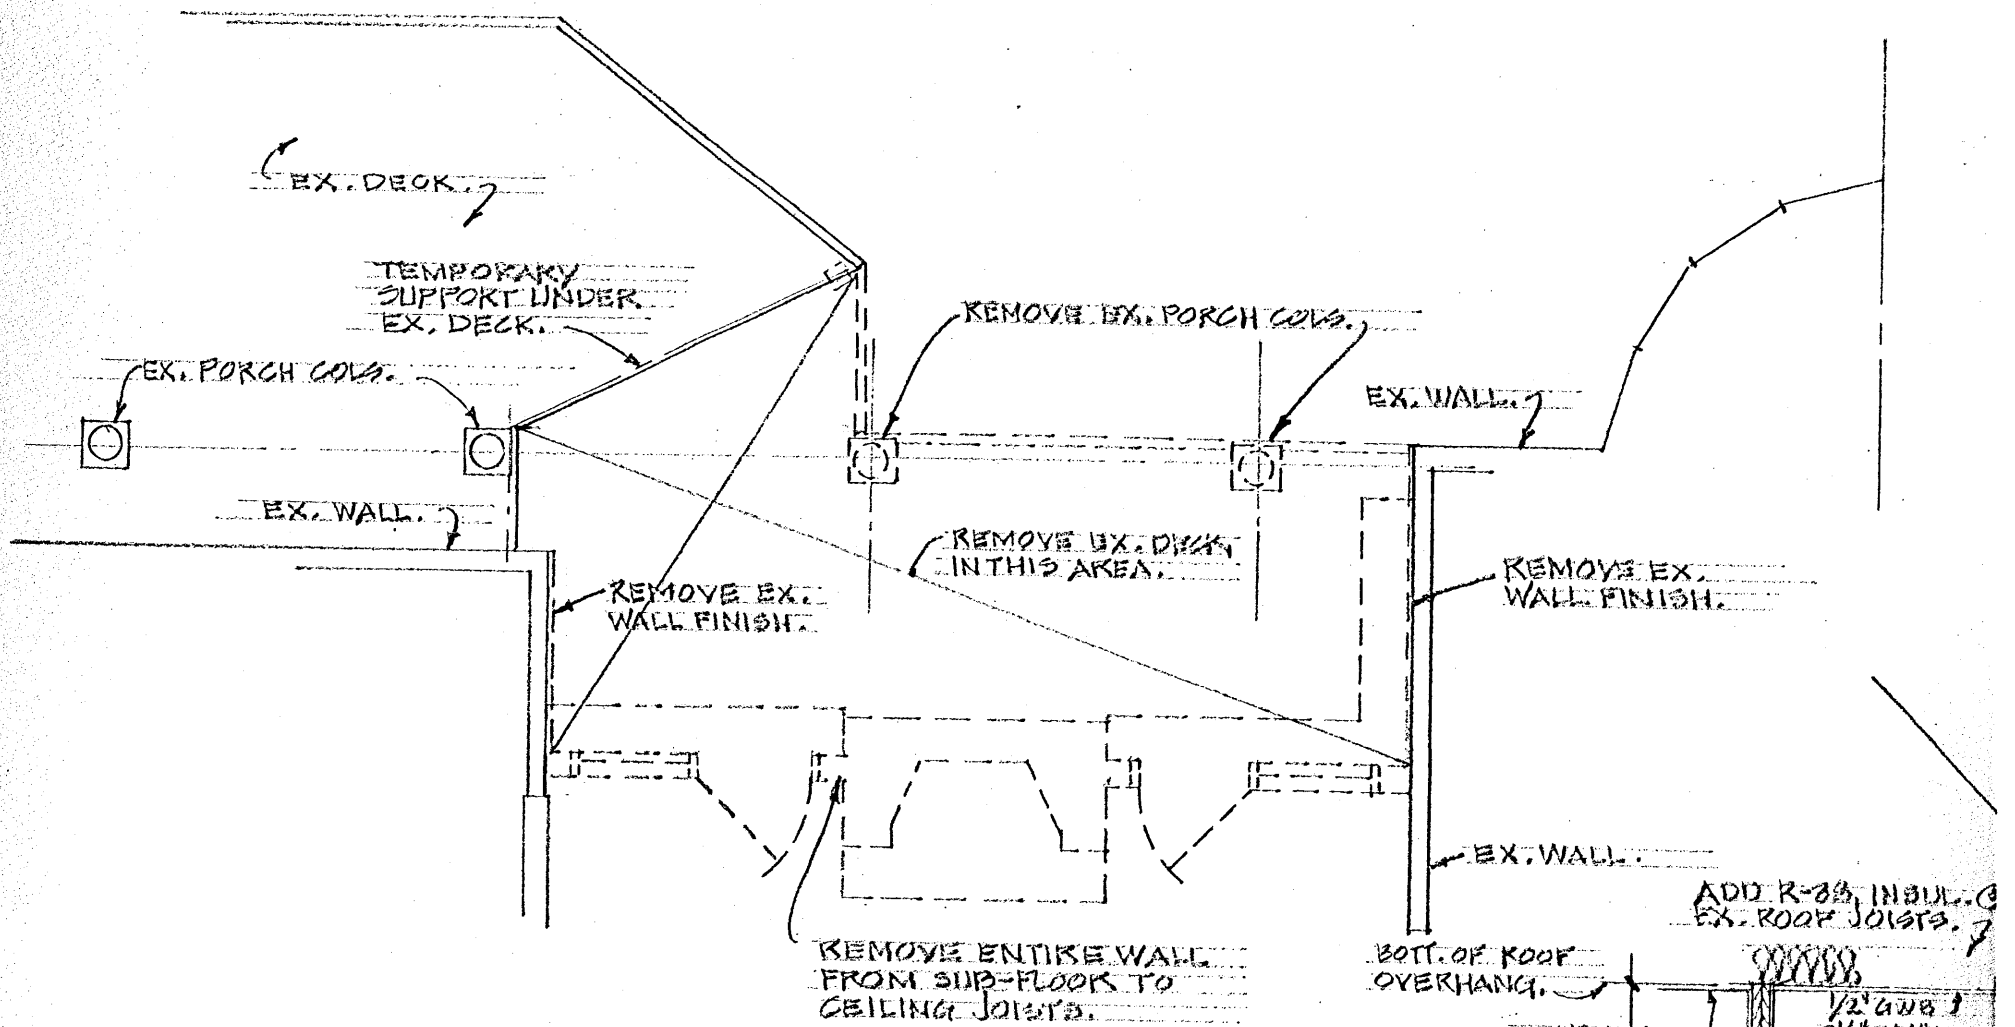 EX. DECK.
TEMPORARY
SUPPORT UNDER
EX. DECK.
REMOVE EX. PORCH COLS.
EX. PORCH COLS.
EX. WALL.
EX. WALL.
REMOVE EX. DECK
IN THIS AREA.
REMOVE EX.
WALL FINISH.
REMOVE EX.
WALL FINISH.
EX. WALL.
ADD R-38 INSUL.
EX. ROOF JOISTS.
REMOVE ENTIRE WALL
FROM SUB-FLOOR TO
CEILING JOISTS.
BOTT. OF ROOF
OVERHANG.
1/2" GWB